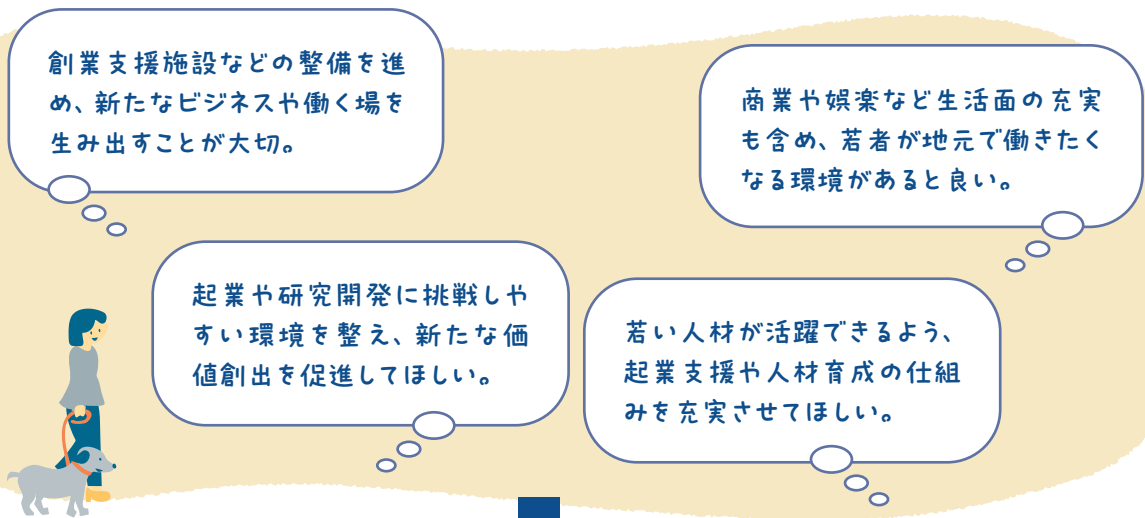 創業支援施設などの整備を進
め、新たなビジネスや働く場を
生み出すことが大切。
商業や娯楽など生活面の充実
も含め、若者が地元で働きたく
なる環境があると良い。
起業や研究開発に挑戦しや
すい環境を整え、新たな価
値創出を促進してほしい。
若い人材が活躍できるよう、
起業支援や人材育成の仕組
みを充実させてほしい。